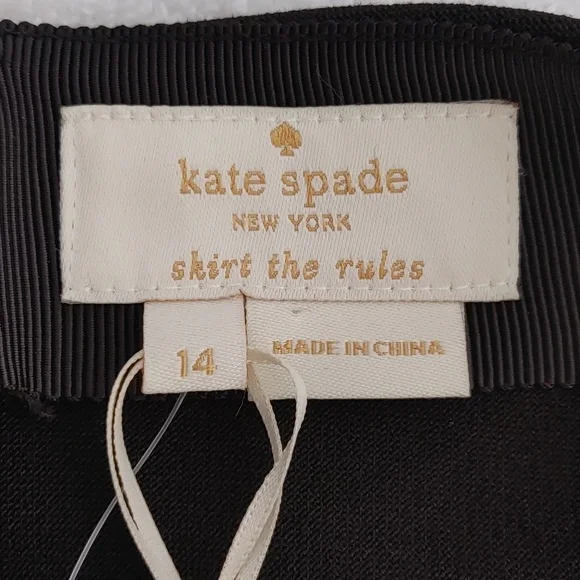 kate spade
NEW YORK
skirt the rules
14
MADE IN CHINA